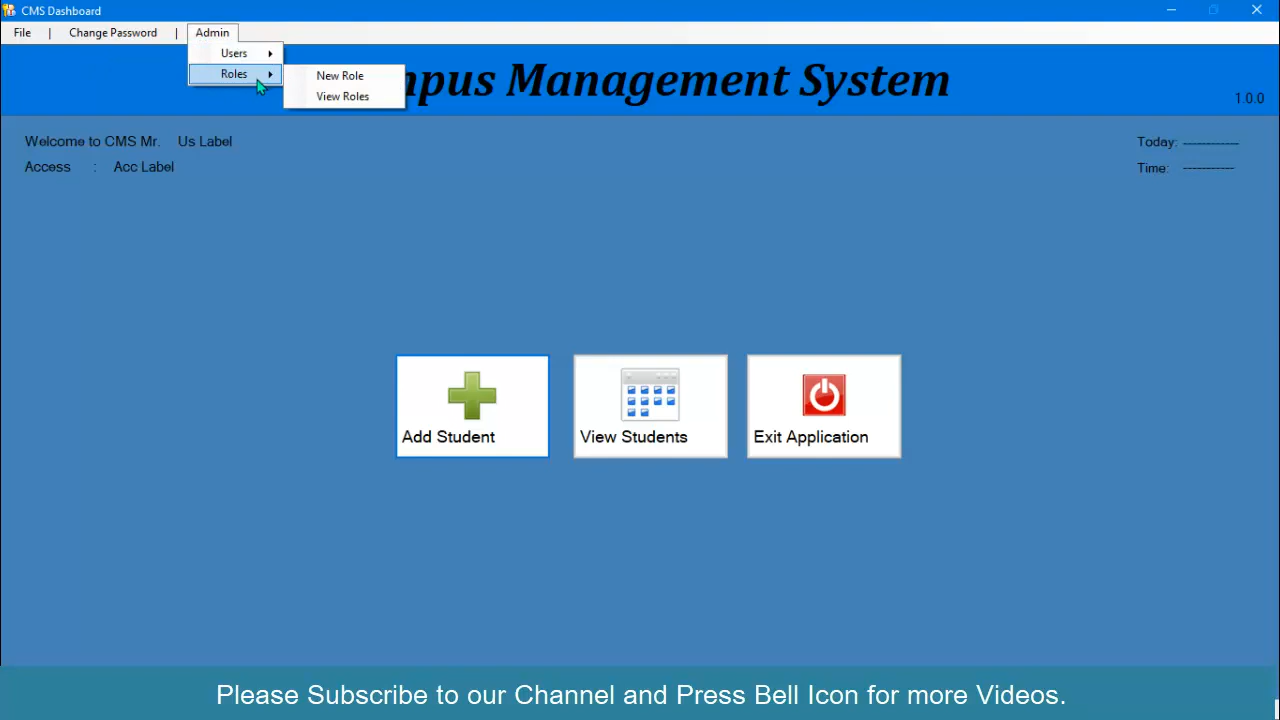 CMS Dashboard
File | Change Password | Admin
Users
Roles
New Role
View Roles
mpus Management System
1.0.0
Welcome to CMS Mr. Us Label
Access : Acc Label
Today: ------------
Time: -----------
Add Student
View Students
Exit Application
Please Subscribe to our Channel and Press Bell Icon for more Videos.